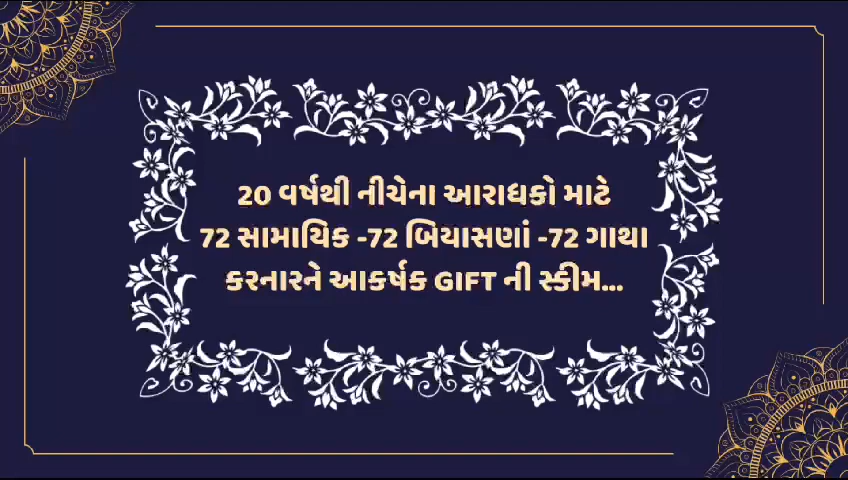 20 વર્ષથી નીચેના આરાધકો માટે
72 સામાયિક -72 બિયાસણાં -72 ગાથા
કરનારને આકર્ષક GIFT ની સ્કીમ...